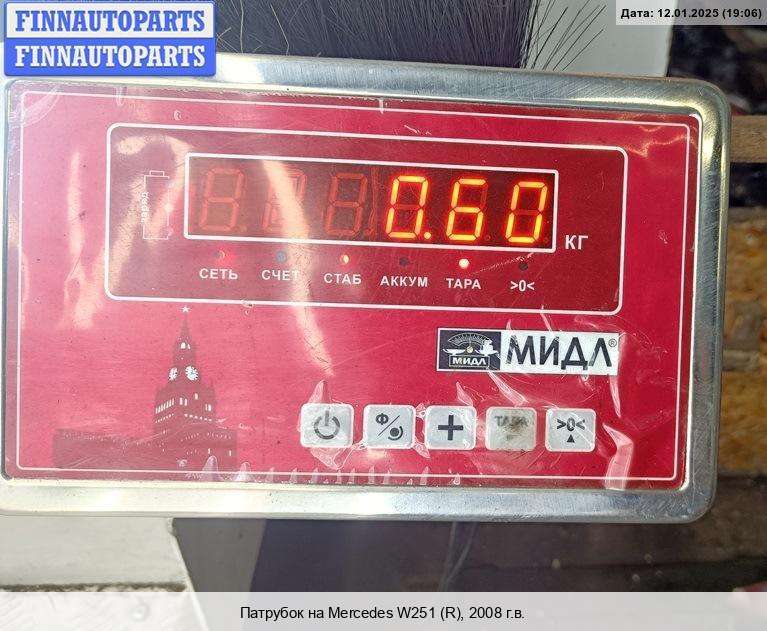 FINNAUTOPARTS
FINNAUTOPARTS
Дата: 12.01.2025 (19:06)
0.60
КГ
СЕТЬ СЧЕТ СТАБ АККУМ ТАРА >0<
МИДЛ МИДЛ®
Ф + ТАРА >0<
Патрубок на Mercedes W251 (R), 2008 г.в.